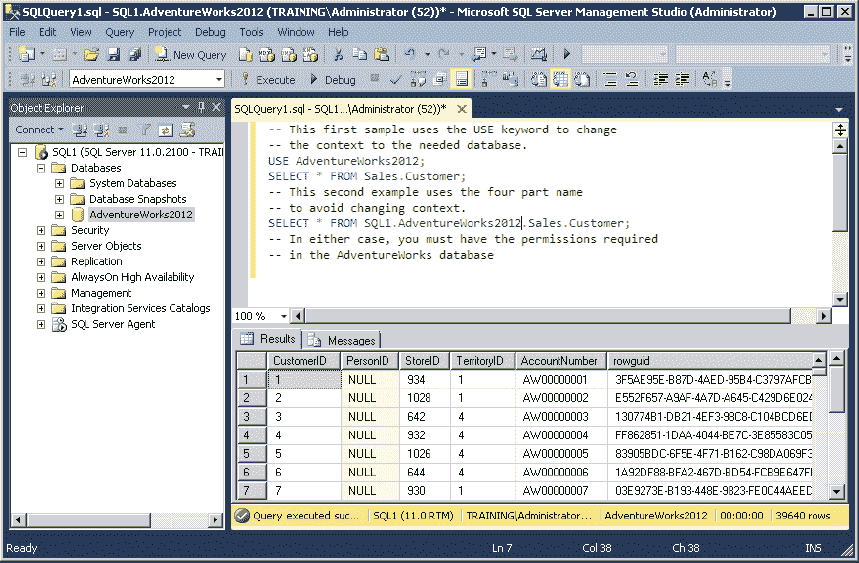 SQLQuery1.sql - SQL1.AdventureWorks2012 (TRAINING\Administrator (52))* - Microsoft SQL Server Management Studio (Administrator)
File Edit View Query Project Debug Tools Window Help
New Query
AdventureWorks2012 Execute Debug
Object Explorer
Connect
SQL1 (SQL Server 11.0.2100 - TRAI
Databases
System Databases
Database Snapshots
AdventureWorks2012
Security
Server Objects
Replication
AlwaysOn High Availability
Management
Integration Services Catalogs
SQL Server Agent
SQLQuery1.sql - SQL1...\Administrator (52))*
-- This first sample uses the USE keyword to change
-- the context to the needed database.
USE AdventureWorks2012;
SELECT * FROM Sales.Customer;
-- This second example uses the four part name
-- to avoid changing context.
SELECT * FROM SQL1.AdventureWorks2012.Sales.Customer;
-- In either case, you must have the permissions required
-- in the AdventureWorks database
100 %
Results Messages
CustomerID PersonID StoreID TerritoryID AccountNumber rowguid
1 1 NULL 934 1 AW00000001 3F5AE95E-B87D-4AED-95B4-C3797AFCB
2 2 NULL 1028 1 AW00000002 E552F657-A9AF-4A7D-A645-C429D6E024
3 3 NULL 642 4 AW00000003 130774B1-DB21-4EF3-98C8-C104BCD6ED
4 4 NULL 932 4 AW00000004 FF862851-1DAA-4044-BE7C-3E85583C05
5 5 NULL 1026 4 AW00000005 83905BDC-6F5E-4F71-B162-C98DA069F3
6 6 NULL 644 4 AW00000006 1A92DF88-BFA2-467D-BD54-FCB9E647F
7 7 NULL 930 1 AW00000007 03E9273E-B193-448E-9823-FE0C44AEED
Query executed suc... SQL1 (11.0 RTM) TRAINING\Administrator... AdventureWorks2012 00:00:00 39640 rows
Ready Ln 7 Col 38 Ch 38 INS